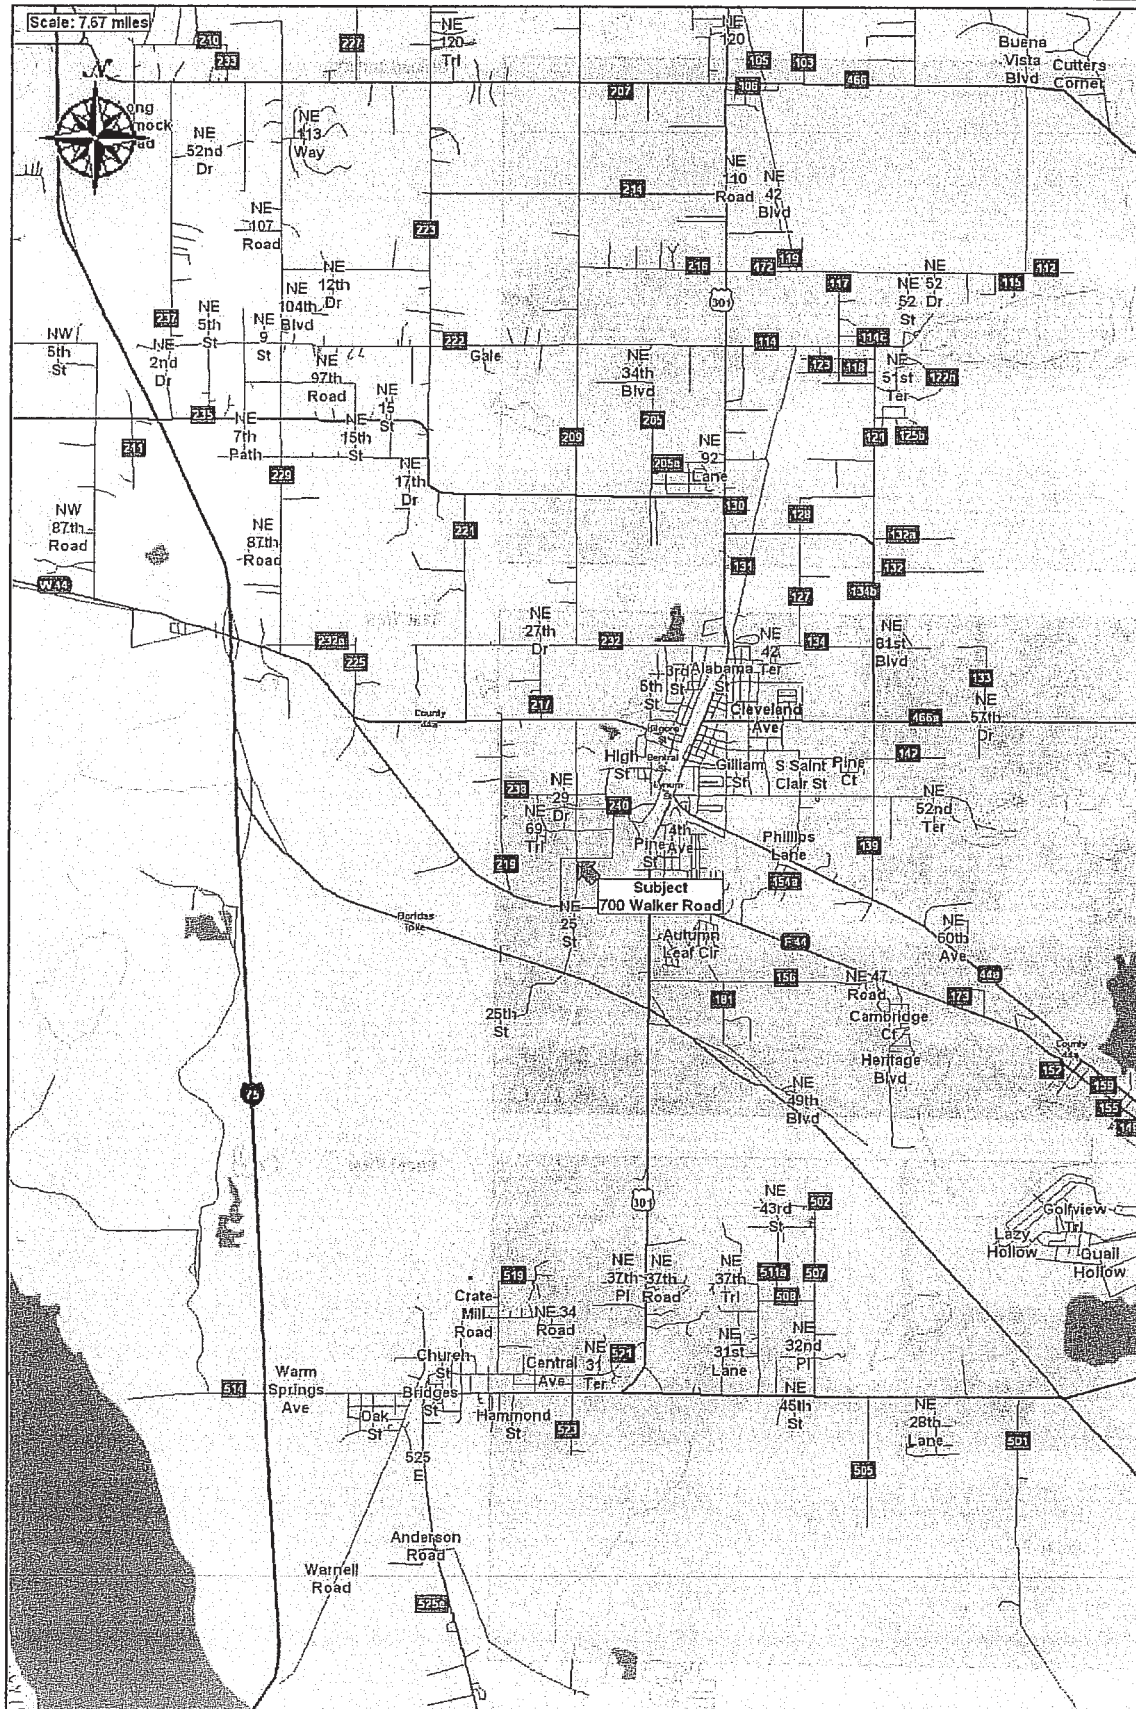 Scale: 7.67 miles
210
233
227
NE
120
Trl
NE
120
105
103
466
106
207
Buena
Vista
Blvd
Cutters
Corner
N
NE
52nd
Dr
NE
113
Way
NE
110
Road
NE
42
Blvd
214
NE
107
Road
223
119
216
472
112
115
117
NE
12th
Dr
NE
104th
Blvd
301
NE
52
Dr
NE
52
St
237
NE
5th
St
NE
9
St
NW
5th
St
NE
2nd
Dr
NE
97th
Road
222
Gale
114
114c
123
118
NE
51st
Ter
122a
NE
34th
Blvd
NE
15
St
235
NE
7th
Path
NE
15th
St
205
209
124
125b
211
229
NE
17th
Dr
205a
NE
92
Lane
130
128
NW
87th
Road
NE
87th
Road
221
132a
132
131
127
134b
W 44
NE
27th
Dr
232
232a
225
NE
42
Ter
134
NE
81st
Blvd
133
3rd
St
Alabama
St
5th
St
217
County
44a
Cleveland
Ave
466a
NE
57th
Dr
142
High
St
Central
St
Gilliam
St
S Saint
Clair St
Pine
Ct
238
NE
29
Dr
NE
69
Trl
240
NE
52nd
Ter
4th
Ave
Pine
St
Phillips
Lane
139
219
154a
Subject
700 Walker Road
NE
25
St
Autumn
Leaf Cir
E 44
NE
60th
Ave
156
NE 47
Road
173
181
25th
St
Cambridge
Ct
Heritage
Blvd
County
44a
152
159
155
75
NE
49th
Blvd
301
NE
43rd
St
502
Golfview
Trl
Lazy
Hollow
Quail
Hollow
519
Crate
Mill
Road
NE 34
Road
NE
37th
Pl
NE
37th
Road
NE
37th
Trl
511a
507
508
521
NE
31
Ter
NE
31st
Lane
NE
32nd
Pl
Church
St
Central
Ave
514
Warm
Springs
Ave
Bridges
St
Oak
St
Hammond
St
523
NE
45th
St
NE
28th
Lane
501
505
525
E
Anderson
Road
Warnell
Road
525a